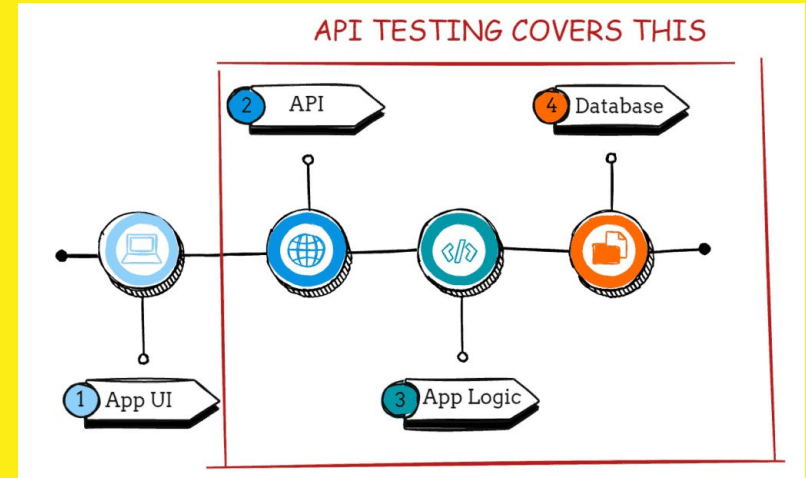 API TESTING COVERS THIS
2 API
4 Database
1 App UI
3 App Logic